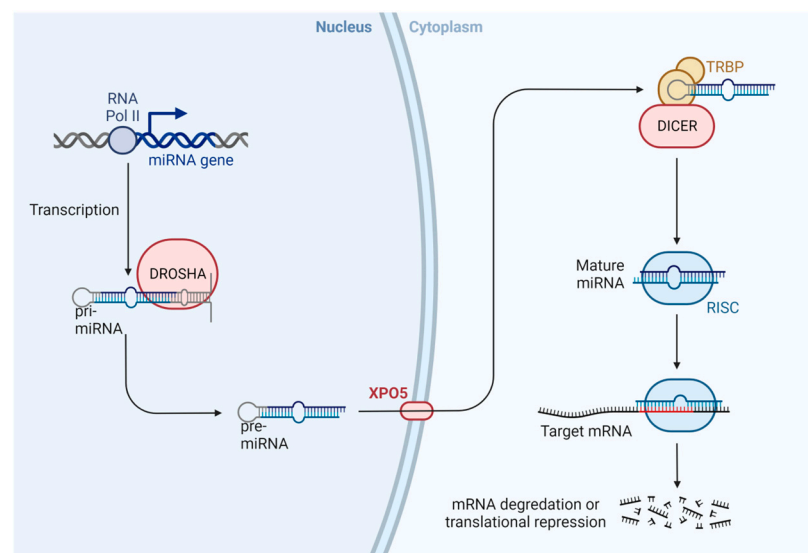 Nucleus
Cytoplasm
RNA
Pol II
miRNA gene
Transcription
DROSHA
pri-
miRNA
pre-
miRNA
XPO5
TRBP
DICER
Mature
miRNA
RISC
Target mRNA
mRNA degredation or
translational repression